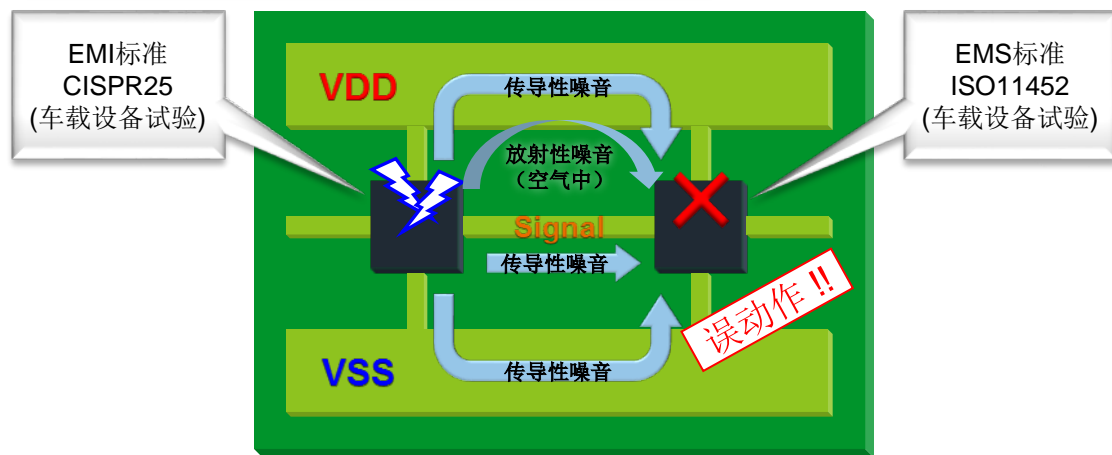 EMI标准
CISPR25
(车载设备试验)
EMS标准
ISO11452
(车载设备试验)
VDD
传导性噪音
放射性噪音
（空气中）
Signal
传导性噪音
误动作 !!
VSS
传导性噪音